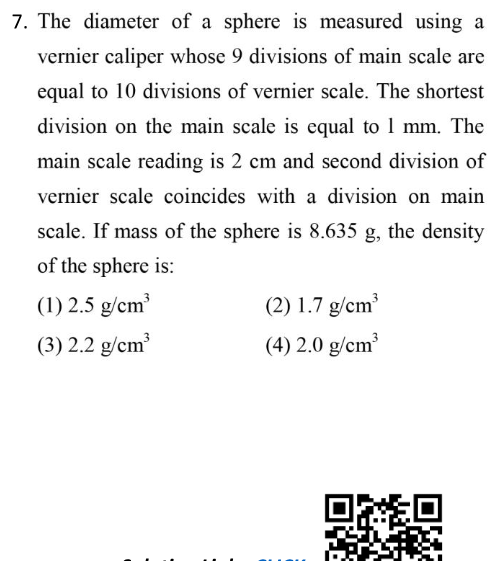 7. The diameter of a sphere is measured using a
vernier caliper whose 9 divisions of main scale are
equal to 10 divisions of vernier scale. The shortest
division on the main scale is equal to 1 mm. The
main scale reading is 2 cm and second division of
vernier scale coincides with a division on main
scale. If mass of the sphere is 8.635 g, the density
of the sphere is:
(1) 2.5 g/cm³ (2) 1.7 g/cm³
(3) 2.2 g/cm³ (4) 2.0 g/cm³